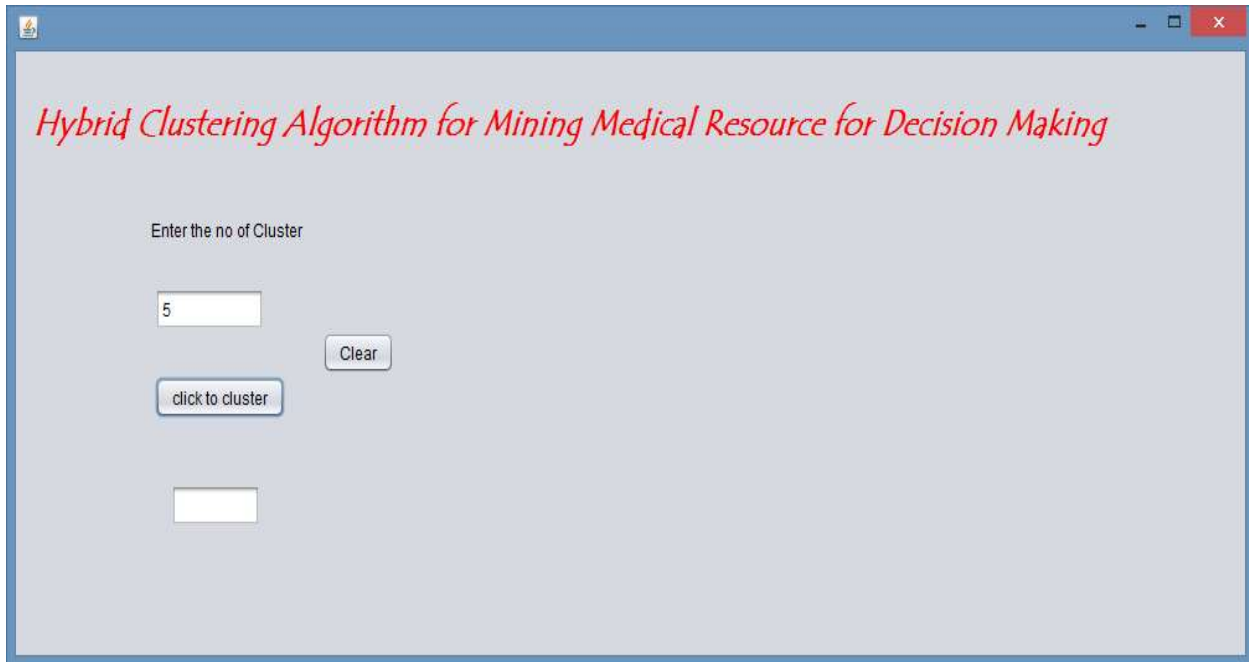 Hybrid Clustering Algorithm for Mining Medical Resource for Decision Making
Enter the no of Cluster
5
Clear
click to cluster